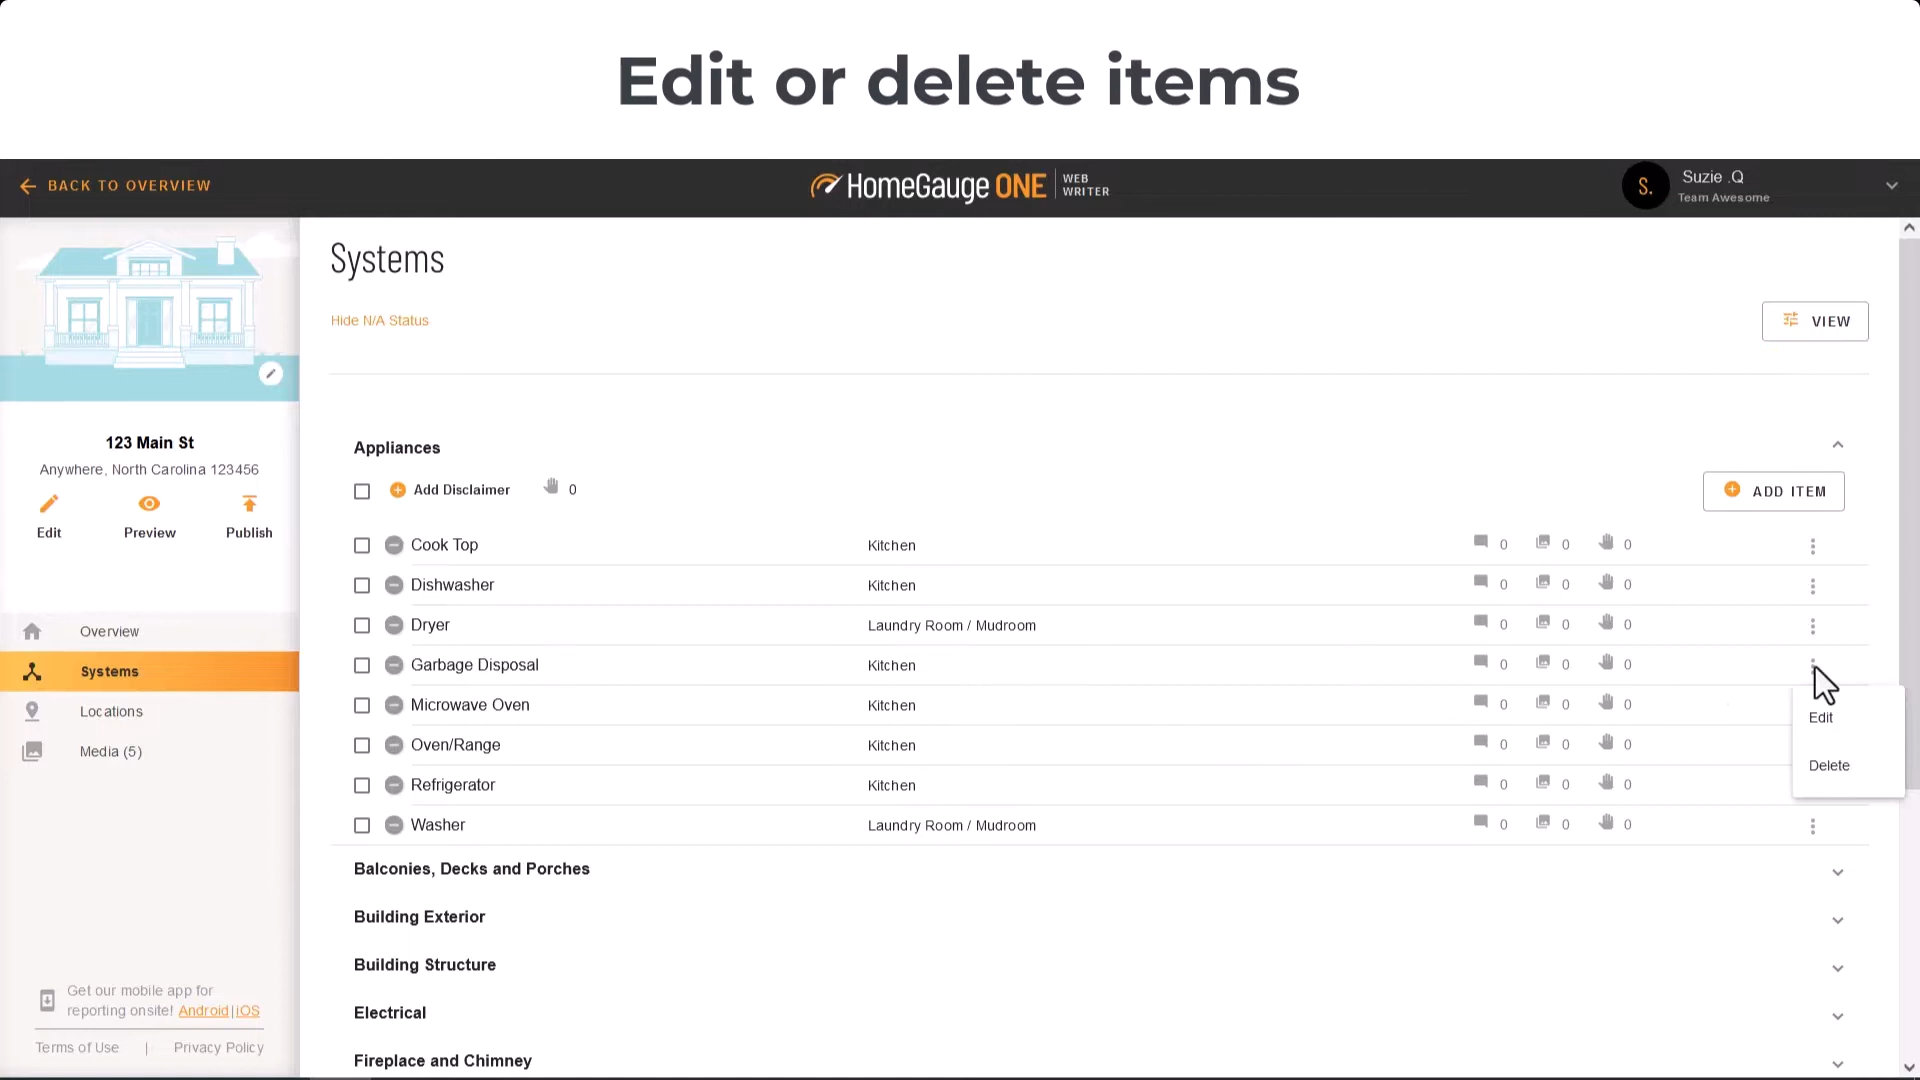 Edit or delete items
BACK TO OVERVIEW
HomeGauge ONE
WEB
WRITER
S.
Suzie .Q
Team Awesome
Systems
Hide N/A Status
VIEW
123 Main St
Anywhere, North Carolina 123456
Edit
Preview
Publish
Overview
Systems
Locations
Media (5)
Get our mobile app for
reporting onsite! Android|iOS
Terms of Use | Privacy Policy
Appliances
Add Disclaimer 0
ADD ITEM
Cook Top Kitchen 0 0 0
Dishwasher Kitchen 0 0 0
Dryer Laundry Room / Mudroom 0 0 0
Garbage Disposal Kitchen 0 0 0
Microwave Oven Kitchen 0 0 0
Oven/Range Kitchen 0 0 0
Refrigerator Kitchen 0 0 0
Washer Laundry Room / Mudroom 0 0 0
Edit
Delete
Balconies, Decks and Porches
Building Exterior
Building Structure
Electrical
Fireplace and Chimney